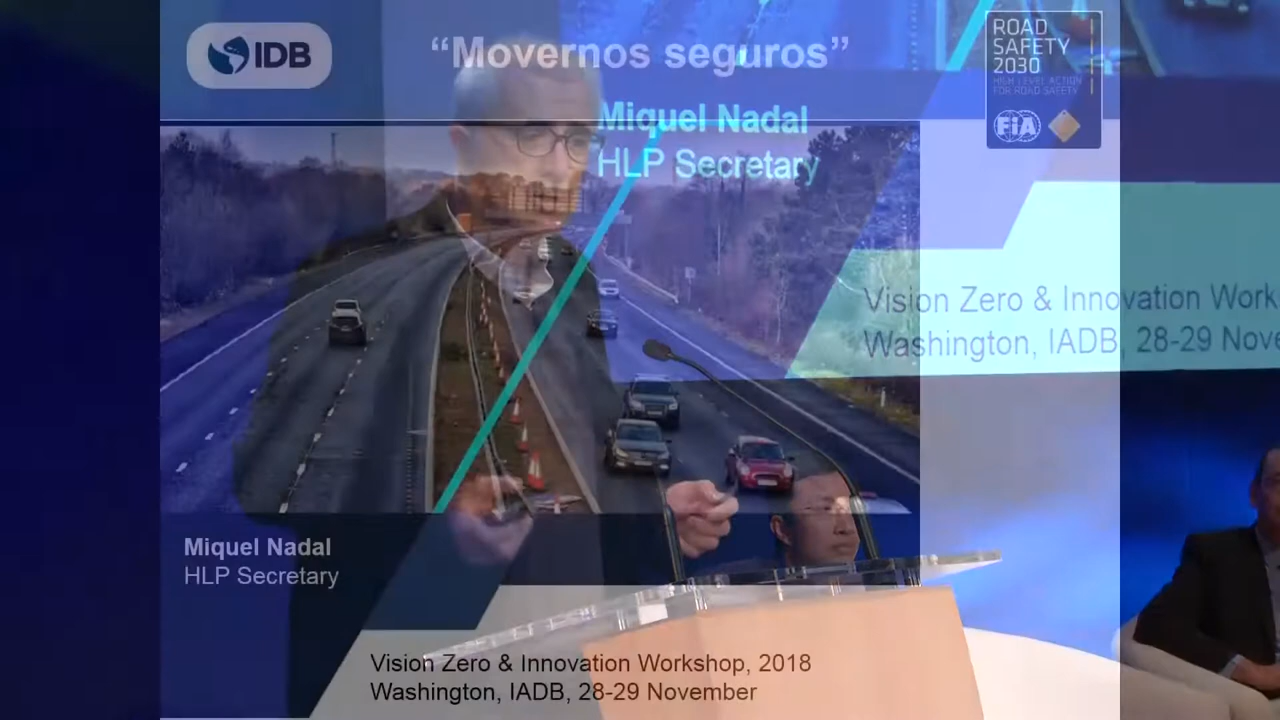 IDB
“Movernos seguros”
ROAD
SAFETY
2030
HIGH LEVEL ACTION
FOR ROAD SAFETY
FiA
Miquel Nadal
HLP Secretary
Vision Zero & Innovation Work
Washington, IADB, 28-29 Nove
Miquel Nadal
HLP Secretary
Vision Zero & Innovation Workshop, 2018
Washington, IADB, 28-29 November